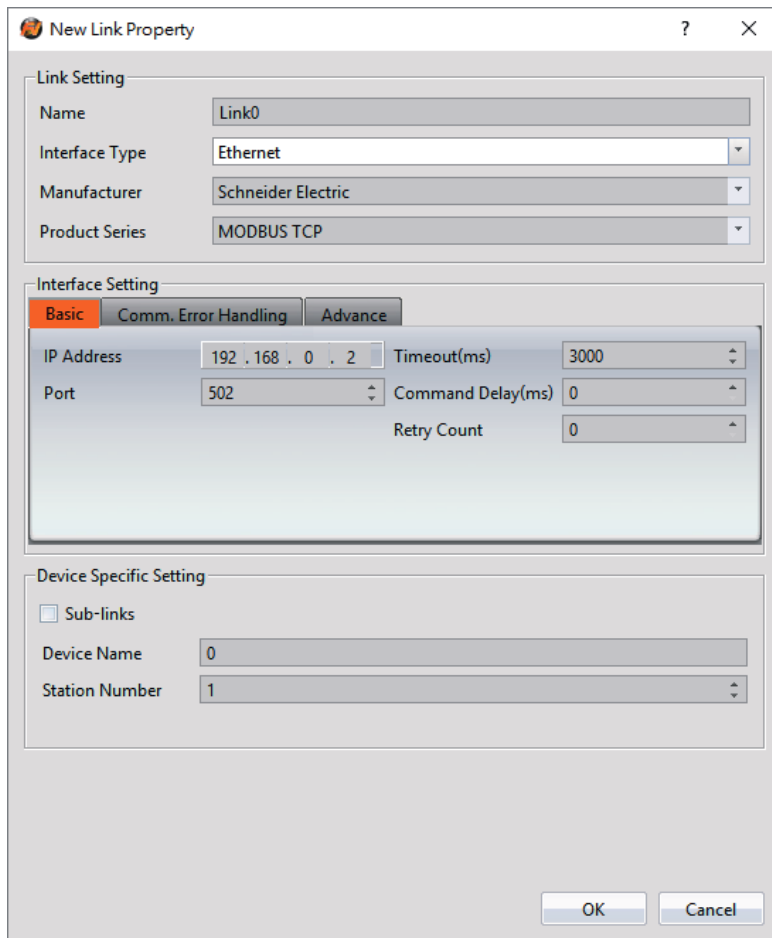 New Link Property ?
Link Setting
Name Link0
Interface Type Ethernet
Manufacturer Schneider Electric
Product Series MODBUS TCP
Interface Setting
Basic Comm. Error Handling Advance
IP Address 192 . 168 . 0 . 2 Timeout(ms) 3000
Port 502 Command Delay(ms) 0
Retry Count 0
Device Specific Setting
Sub-links
Device Name 0
Station Number 1
OK Cancel